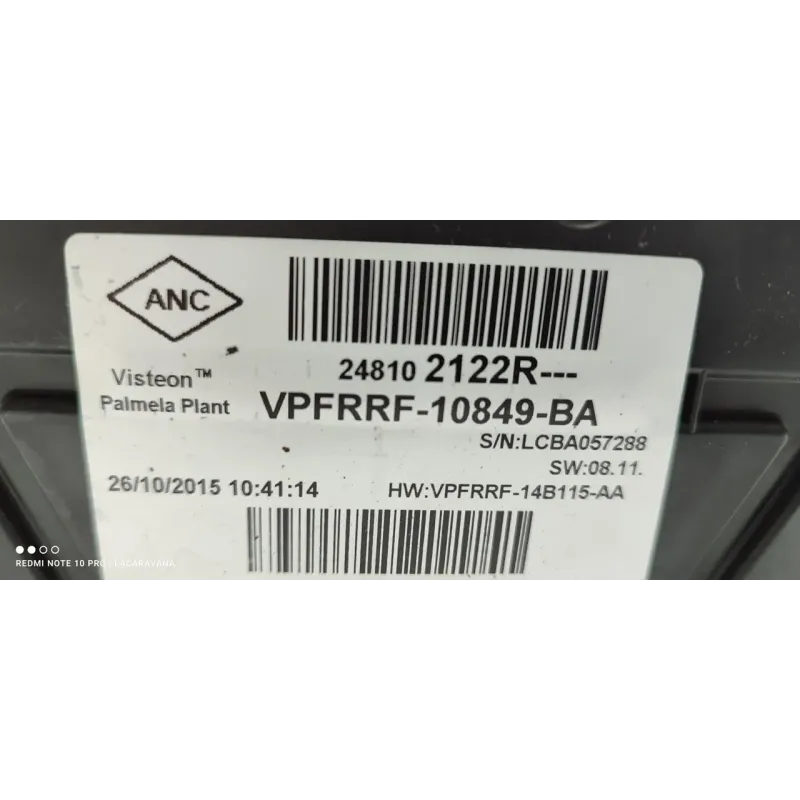 ANC
24810 2122R---
Visteon™
Palmela Plant
VPFRRF-10849-BA
S/N:LCBA057288
SW:08.11.
26/10/2015 10:41:14
HW:VPFRRF-14B115-AA
REDMI NOTE 10 PRO | LACARAVANA